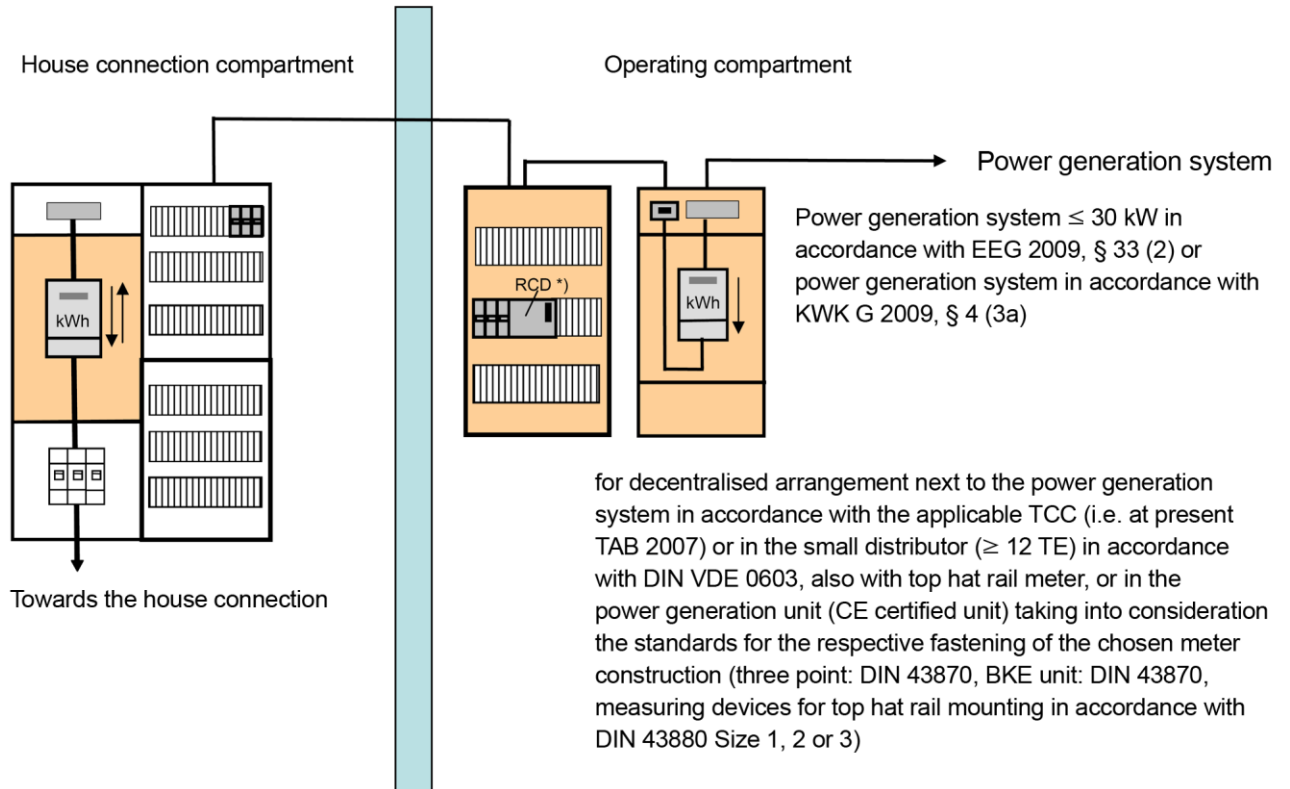 House connection compartment
Operating compartment
Power generation system
Power generation system ≤ 30 kW in
accordance with EEG 2009, § 33 (2) or
power generation system in accordance with
KWK G 2009, § 4 (3a)
RCD *)
kWh
kWh
for decentralised arrangement next to the power generation
system in accordance with the applicable TCC (i.e. at present
TAB 2007) or in the small distributor (≥ 12 TE) in accordance
with DIN VDE 0603, also with top hat rail meter, or in the
power generation unit (CE certified unit) taking into consideration
the standards for the respective fastening of the chosen meter
construction (three point: DIN 43870, BKE unit: DIN 43870,
measuring devices for top hat rail mounting in accordance with
DIN 43880 Size 1, 2 or 3)
Towards the house connection